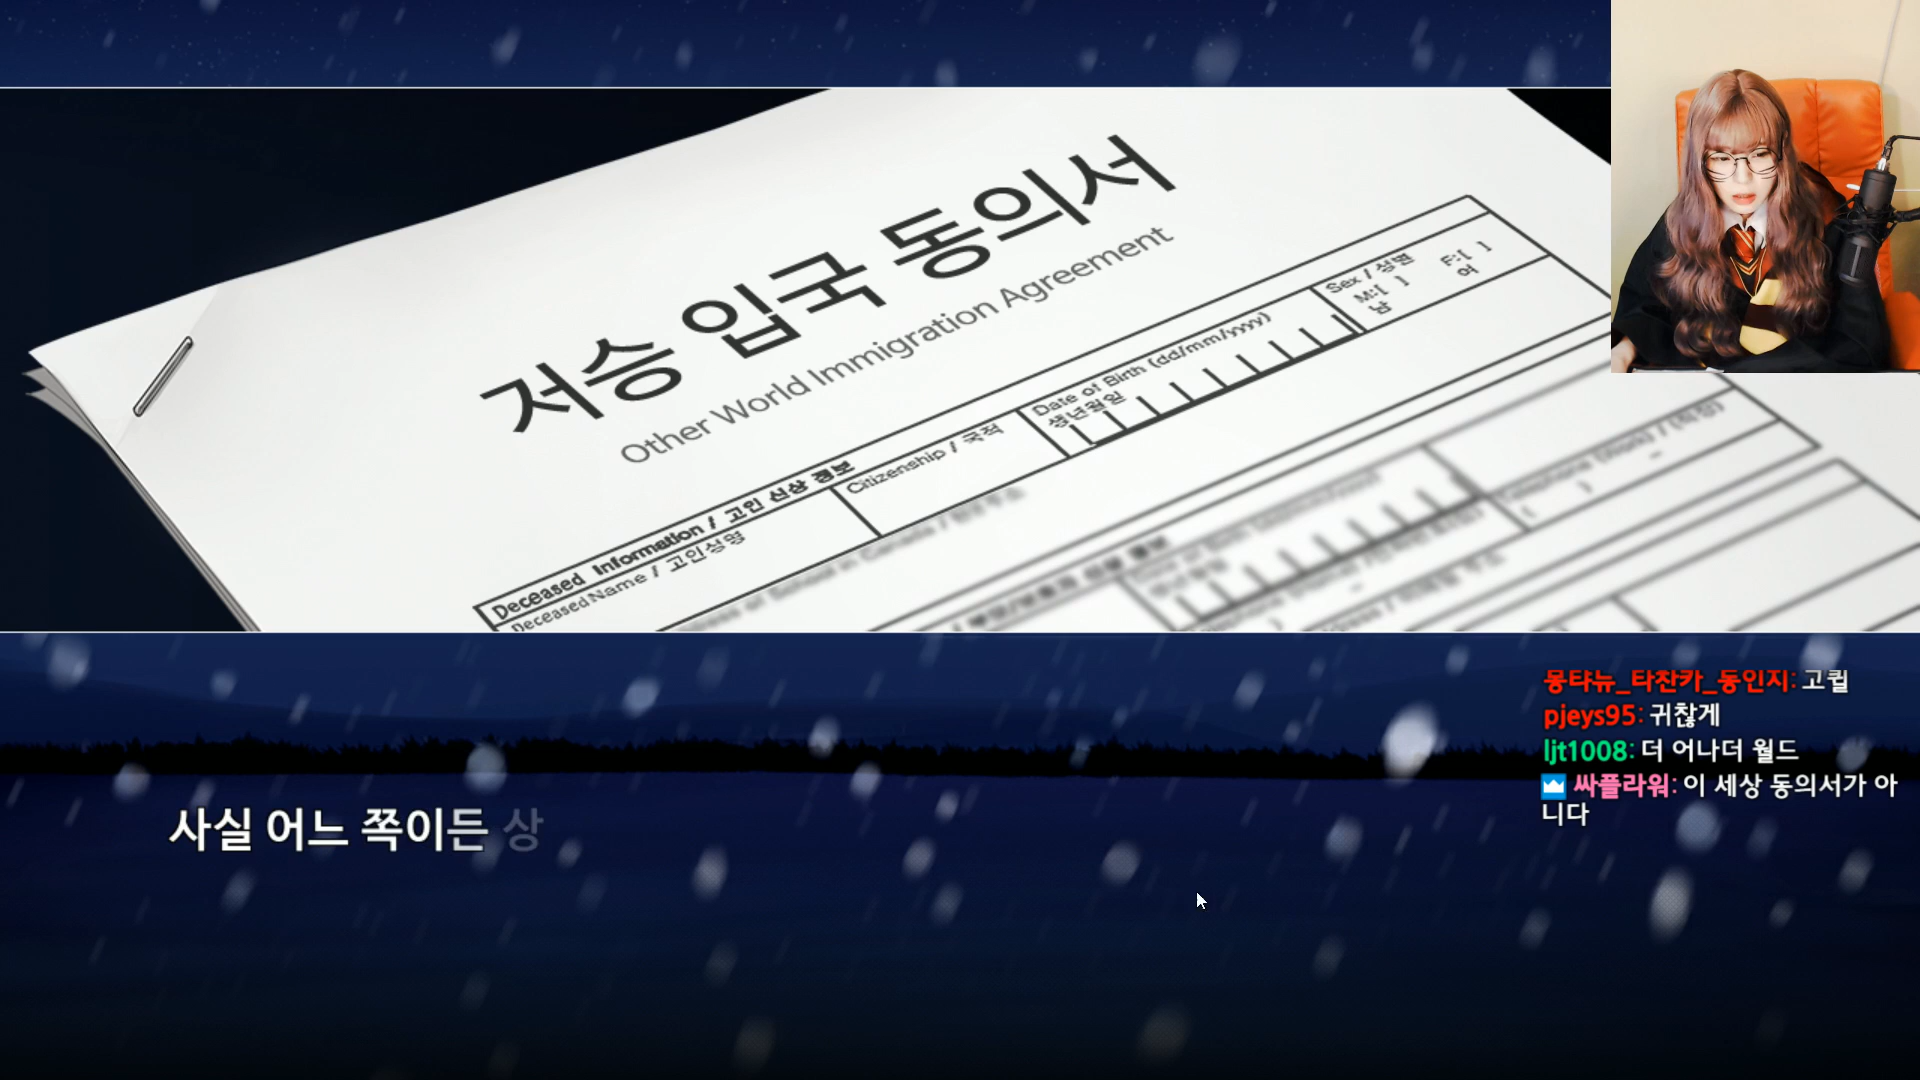 저승 입국 동의서
Other World Immigration Agreement
Deceased Information / 고인 신상 정보
Deceased Name / 고인성명
Citizenship / 국적
Date of Birth (dd/mm/yyyy)
생년월일
Sex / 성별
M:[ ] F:[ ]
남 여
몽탸뉴_타찬카_동인지: 고퀄
pjeys95: 귀찮게
ljt1008: 더 어나더 월드
싸플라워: 이 세상 동의서가 아
니다
사실 어느 쪽이든 상